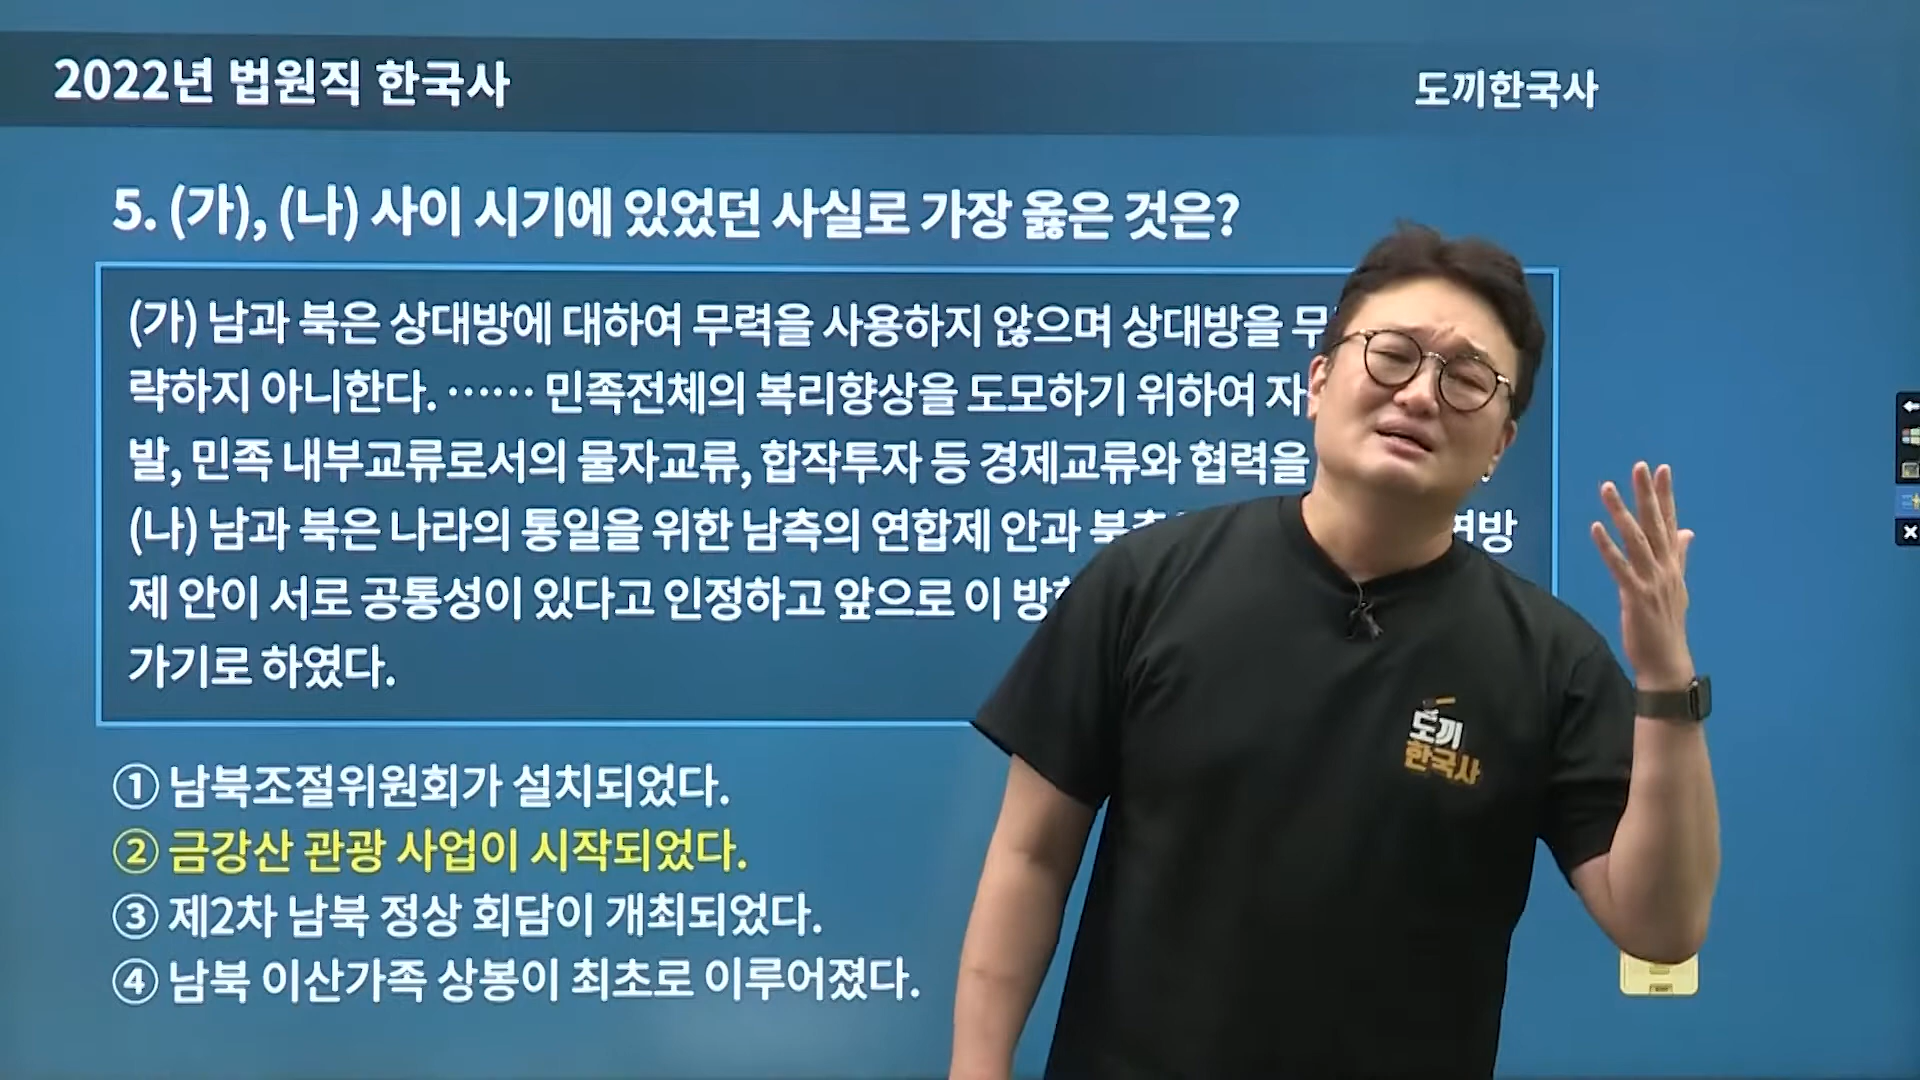 2022년 법원직 한국사
도끼한국사
5. (가), (나) 사이 시기에 있었던 사실로 가장 옳은 것은?
(가) 남과 북은 상대방에 대하여 무력을 사용하지 않으며 상대방을
략하지 아니한다. …… 민족전체의 복리향상을 도모하기 위하여
발, 민족 내부교류로서의 물자교류, 합작투자 등 경제교류와 협력을
(나) 남과 북은 나라의 통일을 위한 남측의 연합제 안과
제 안이 서로 공통성이 있다고 인정하고 앞으로 이
가기로 하였다.
① 남북조절위원회가 설치되었다.
② 금강산 관광 사업이 시작되었다.
③ 제2차 남북 정상 회담이 개최되었다.
④ 남북 이산가족 상봉이 최초로 이루어졌다.
도끼
한국사